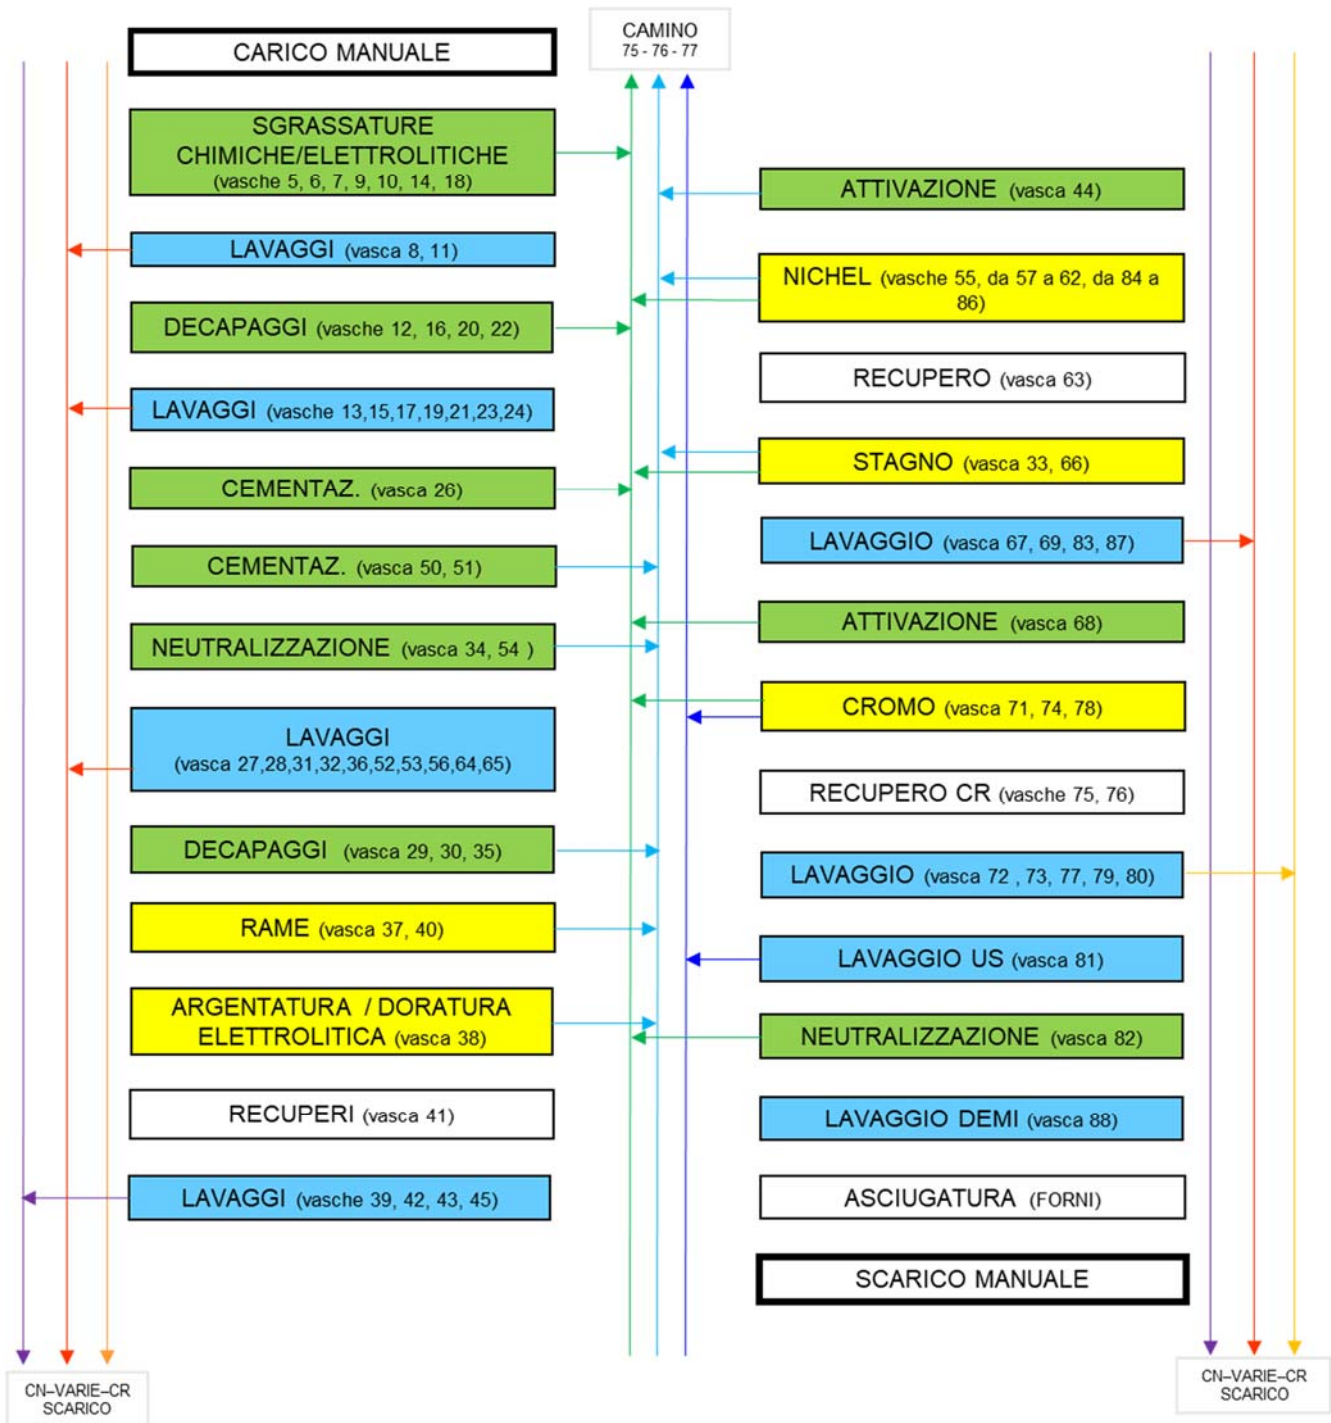 CARICO MANUALE
CAMINO
75 - 76 - 77
SGRASSATURE
CHIMICHE/ELETTROLITICHE
(vasche 5, 6, 7, 9, 10, 14, 18)
LAVAGGI (vasca 8, 11)
DECAPAGGI (vasche 12, 16, 20, 22)
LAVAGGI (vasche 13,15,17,19,21,23,24)
CEMENTAZ. (vasca 26)
CEMENTAZ. (vasca 50, 51)
NEUTRALIZZAZIONE (vasca 34, 54 )
LAVAGGI
(vasca 27,28,31,32,36,52,53,56,64,65)
DECAPAGGI (vasca 29, 30, 35)
RAME (vasca 37, 40)
ARGENTATURA / DORATURA
ELETTROLITICA (vasca 38)
RECUPERI (vasca 41)
LAVAGGI (vasche 39, 42, 43, 45)
CN–VARIE–CR
SCARICO
ATTIVAZIONE (vasca 44)
NICHEL (vasche 55, da 57 a 62, da 84 a
86)
RECUPERO (vasca 63)
STAGNO (vasca 33, 66)
LAVAGGIO (vasca 67, 69, 83, 87)
ATTIVAZIONE (vasca 68)
CROMO (vasca 71, 74, 78)
RECUPERO CR (vasche 75, 76)
LAVAGGIO (vasca 72 , 73, 77, 79, 80)
LAVAGGIO US (vasca 81)
NEUTRALIZZAZIONE (vasca 82)
LAVAGGIO DEMI (vasca 88)
ASCIUGATURA (FORNI)
SCARICO MANUALE
CN–VARIE–CR
SCARICO